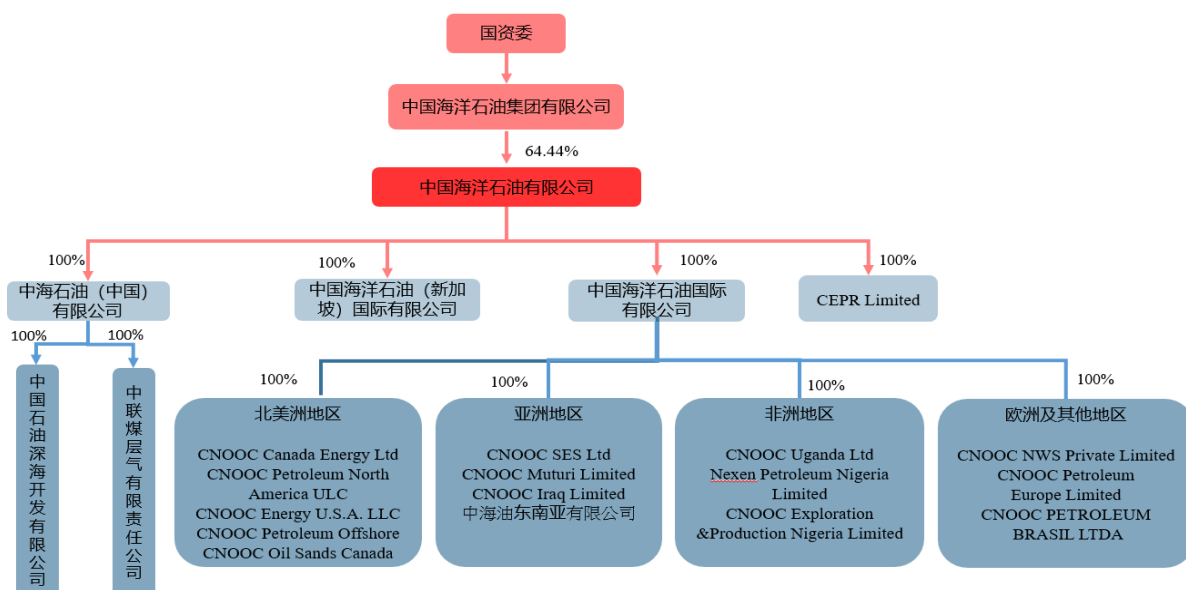 国资委
中国海洋石油集团有限公司
64.44%
中国海洋石油有限公司
100%
100%
100%
100%
中海石油（中国）
有限公司
中国海洋石油（新加
坡）国际有限公司
中国海洋石油国际
有限公司
CEPR Limited
100%
100%
中国石油深海开发有限公司
中联煤层气有限责任公司
100%
100%
100%
100%
北美洲地区
CNOOC Canada Energy Ltd
CNOOC Petroleum North
America ULC
CNOOC Energy U.S.A. LLC
CNOOC Petroleum Offshore
CNOOC Oil Sands Canada
亚洲地区
CNOOC SES Ltd
CNOOC Muturi Limited
CNOOC Iraq Limited
中海油东南亚有限公司
非洲地区
CNOOC Uganda Ltd
Nexen Petroleum Nigeria
Limited
CNOOC Exploration
&Production Nigeria Limited
欧洲及其他地区
CNOOC NWS Private Limited
CNOOC Petroleum
Europe Limited
CNOOC PETROLEUM
BRASIL LTDA